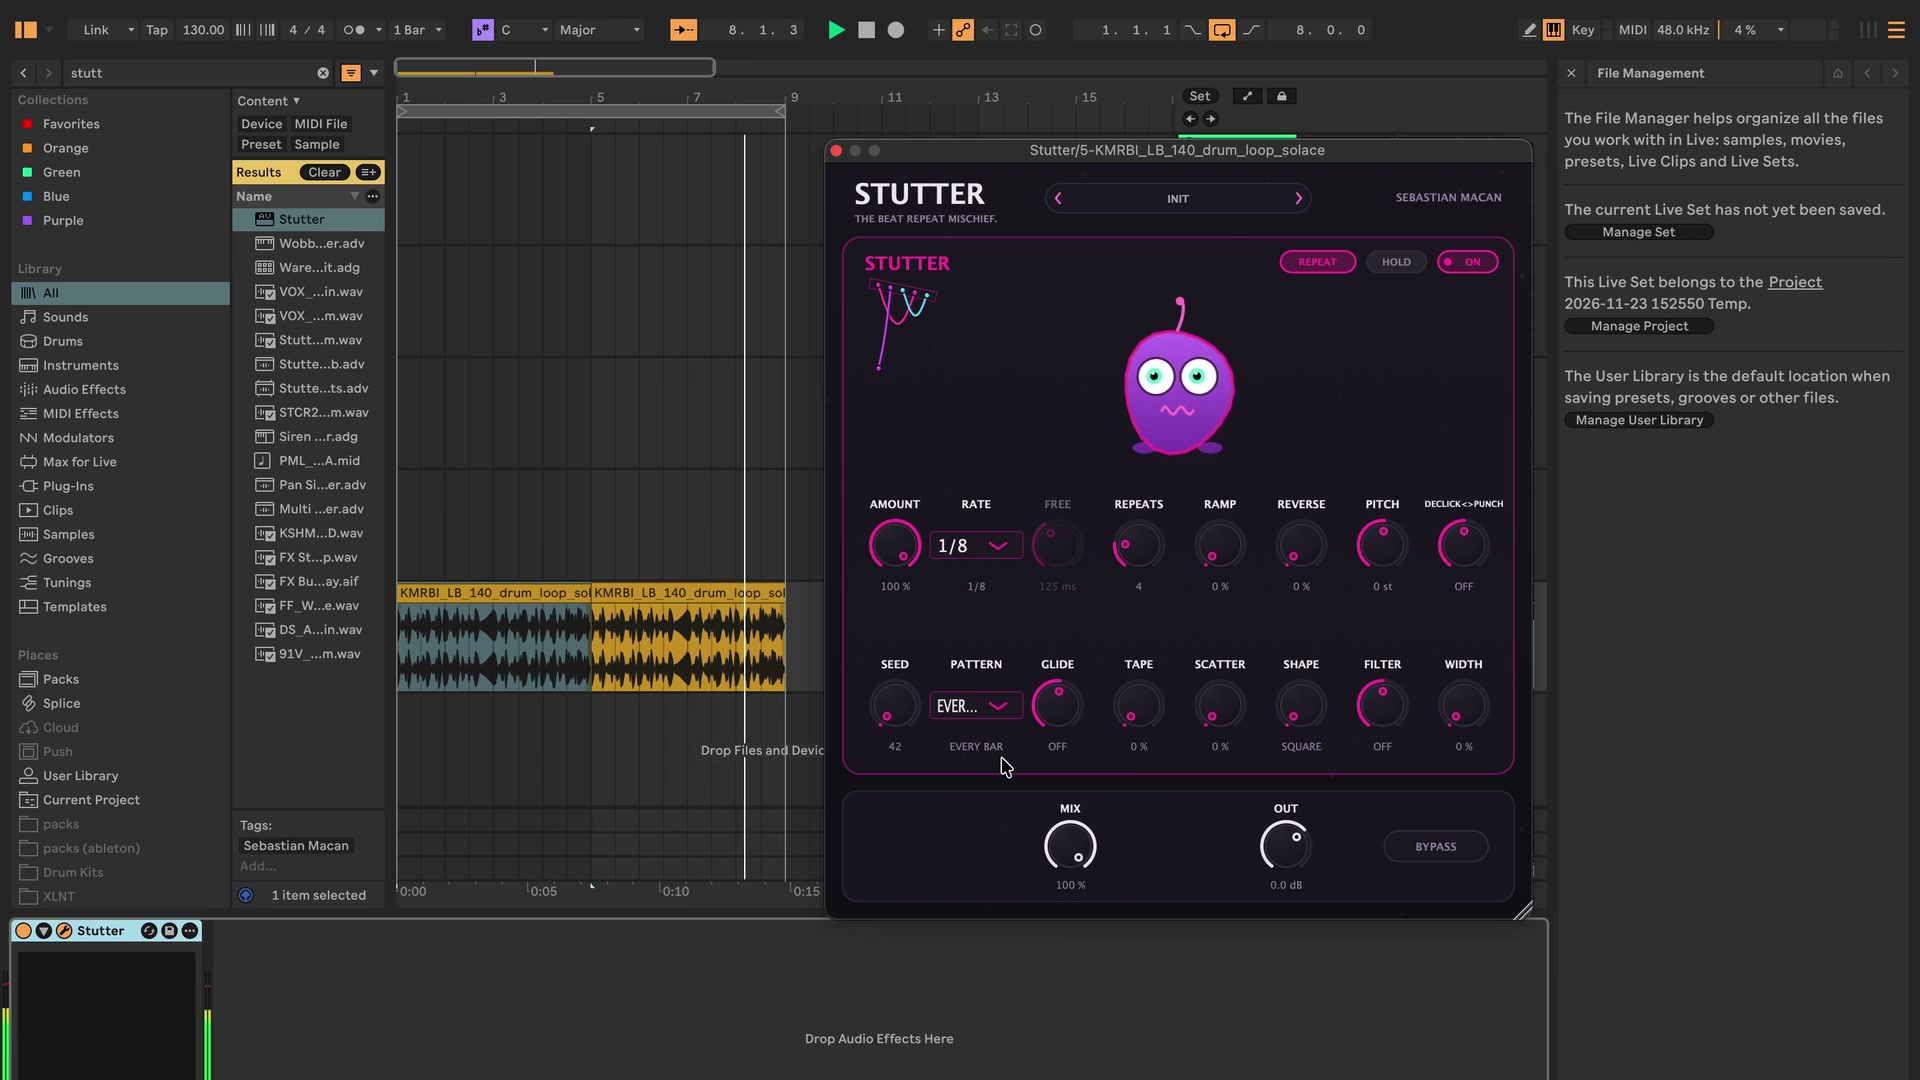 Link Tap 130.00 4 / 4 1 Bar C Major 8. 1. 3 1. 1. 1 8. 0. 0 Key MIDI 48.0 kHz 4 %
stutt
Collections
Favorites
Orange
Green
Blue
Purple
Library
All
Sounds
Drums
Instruments
Audio Effects
MIDI Effects
Modulators
Max for Live
Plug-Ins
Clips
Samples
Grooves
Tunings
Templates
Places
Packs
Splice
Cloud
Push
User Library
Current Project
packs
packs (ableton)
Drum Kits
XLNT
Content
Device MIDI File
Preset Sample
Results Clear
Name
Stutter
Wobb...er.adv
Ware...it.adg
VOX_...in.wav
VOX_...m.wav
Stutt...m.wav
Stutte...b.adv
Stutte...ts.adv
STCR2...m.wav
Siren ...r.adg
PML_...A.mid
Pan Si...er.adv
Multi ...er.adv
KSHM...D.wav
FX St...p.wav
FX Bu...ay.aif
FF_W...e.wav
DS_A...in.wav
91V_...m.wav
Tags:
Sebastian Macan
Add...
1 item selected
1 3 5 7 9 11 13 15
Set
KMRBI_LB_140_drum_loop_sol KMRBI_LB_140_drum_loop_sol
Drop Files and Devic
0:00 0:05 0:10 0:15
Stutter/5-KMRBI_LB_140_drum_loop_solace
STUTTER
THE BEAT REPEAT MISCHIEF.
INIT
SEBASTIAN MACAN
STUTTER
REPEAT HOLD ON
AMOUNT RATE FREE REPEATS RAMP REVERSE PITCH DECLICK<>PUNCH
1/8
100 % 1/8 125 ms 4 0 % 0 % 0 st OFF
SEED PATTERN GLIDE TAPE SCATTER SHAPE FILTER WIDTH
EVER...
42 EVERY BAR OFF 0 % 0 % SQUARE OFF 0 %
MIX OUT
BYPASS
100 % 0.0 dB
File Management
The File Manager helps organize all the files
you work with in Live: samples, movies,
presets, Live Clips and Live Sets.
The current Live Set has not yet been saved.
Manage Set
This Live Set belongs to the Project
2026-11-23 152550 Temp.
Manage Project
The User Library is the default location when
saving presets, grooves or other files.
Manage User Library
Stutter
Drop Audio Effects Here